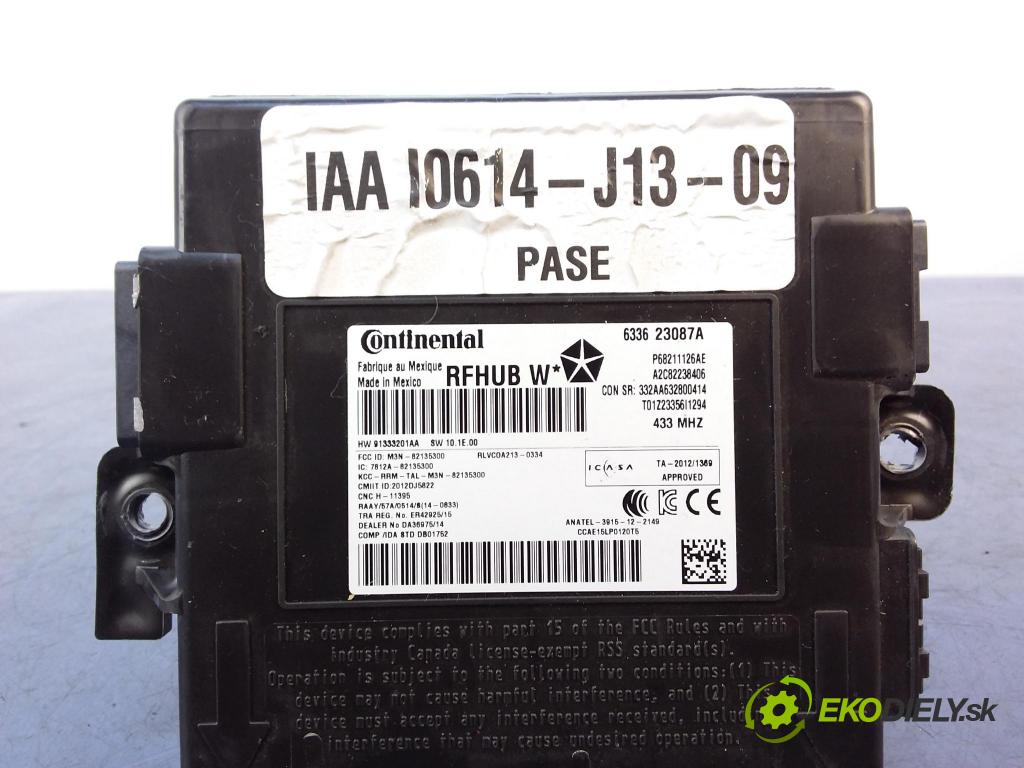 IAA I0614-J13-09
PASE
Continental
6336 23087A
Fabrique au Mexique
Made in Mexico
RFHUB W*
P68211126AE
A2C82238406
CON SR: 332AA632800414
T01Z23356I1294
433 MHZ
HW 91333201AA SW 10.1E.00
FCC ID: M3N-82135300 RLVCOA213-0334
IC: 7812A-82135300
KCC-RRM-TAL-M3N-82135300
CMIIT ID:2012DJ5822
CNC H-11395
RAAY/57A/0514/S(14-0833)
TRA REG. No. ER42925/15
DEALER No DA36975/14
COMP /IDA STD DB01752
ICASA
TA-2012/1369
APPROVED
CCC
CE
ANATEL-3915-12-2149
CCAE15LP0120T5
This device complies with part 15 of the FCC Rules and with
Industry Canada license-exempt RSS standard(s).
Operation is subject to the following two conditions:(1) This
device may not cause harmful interference, and (2) This
device must accept any interference received, includ
interference that may cause undesired operation.
EKODIELY.sk